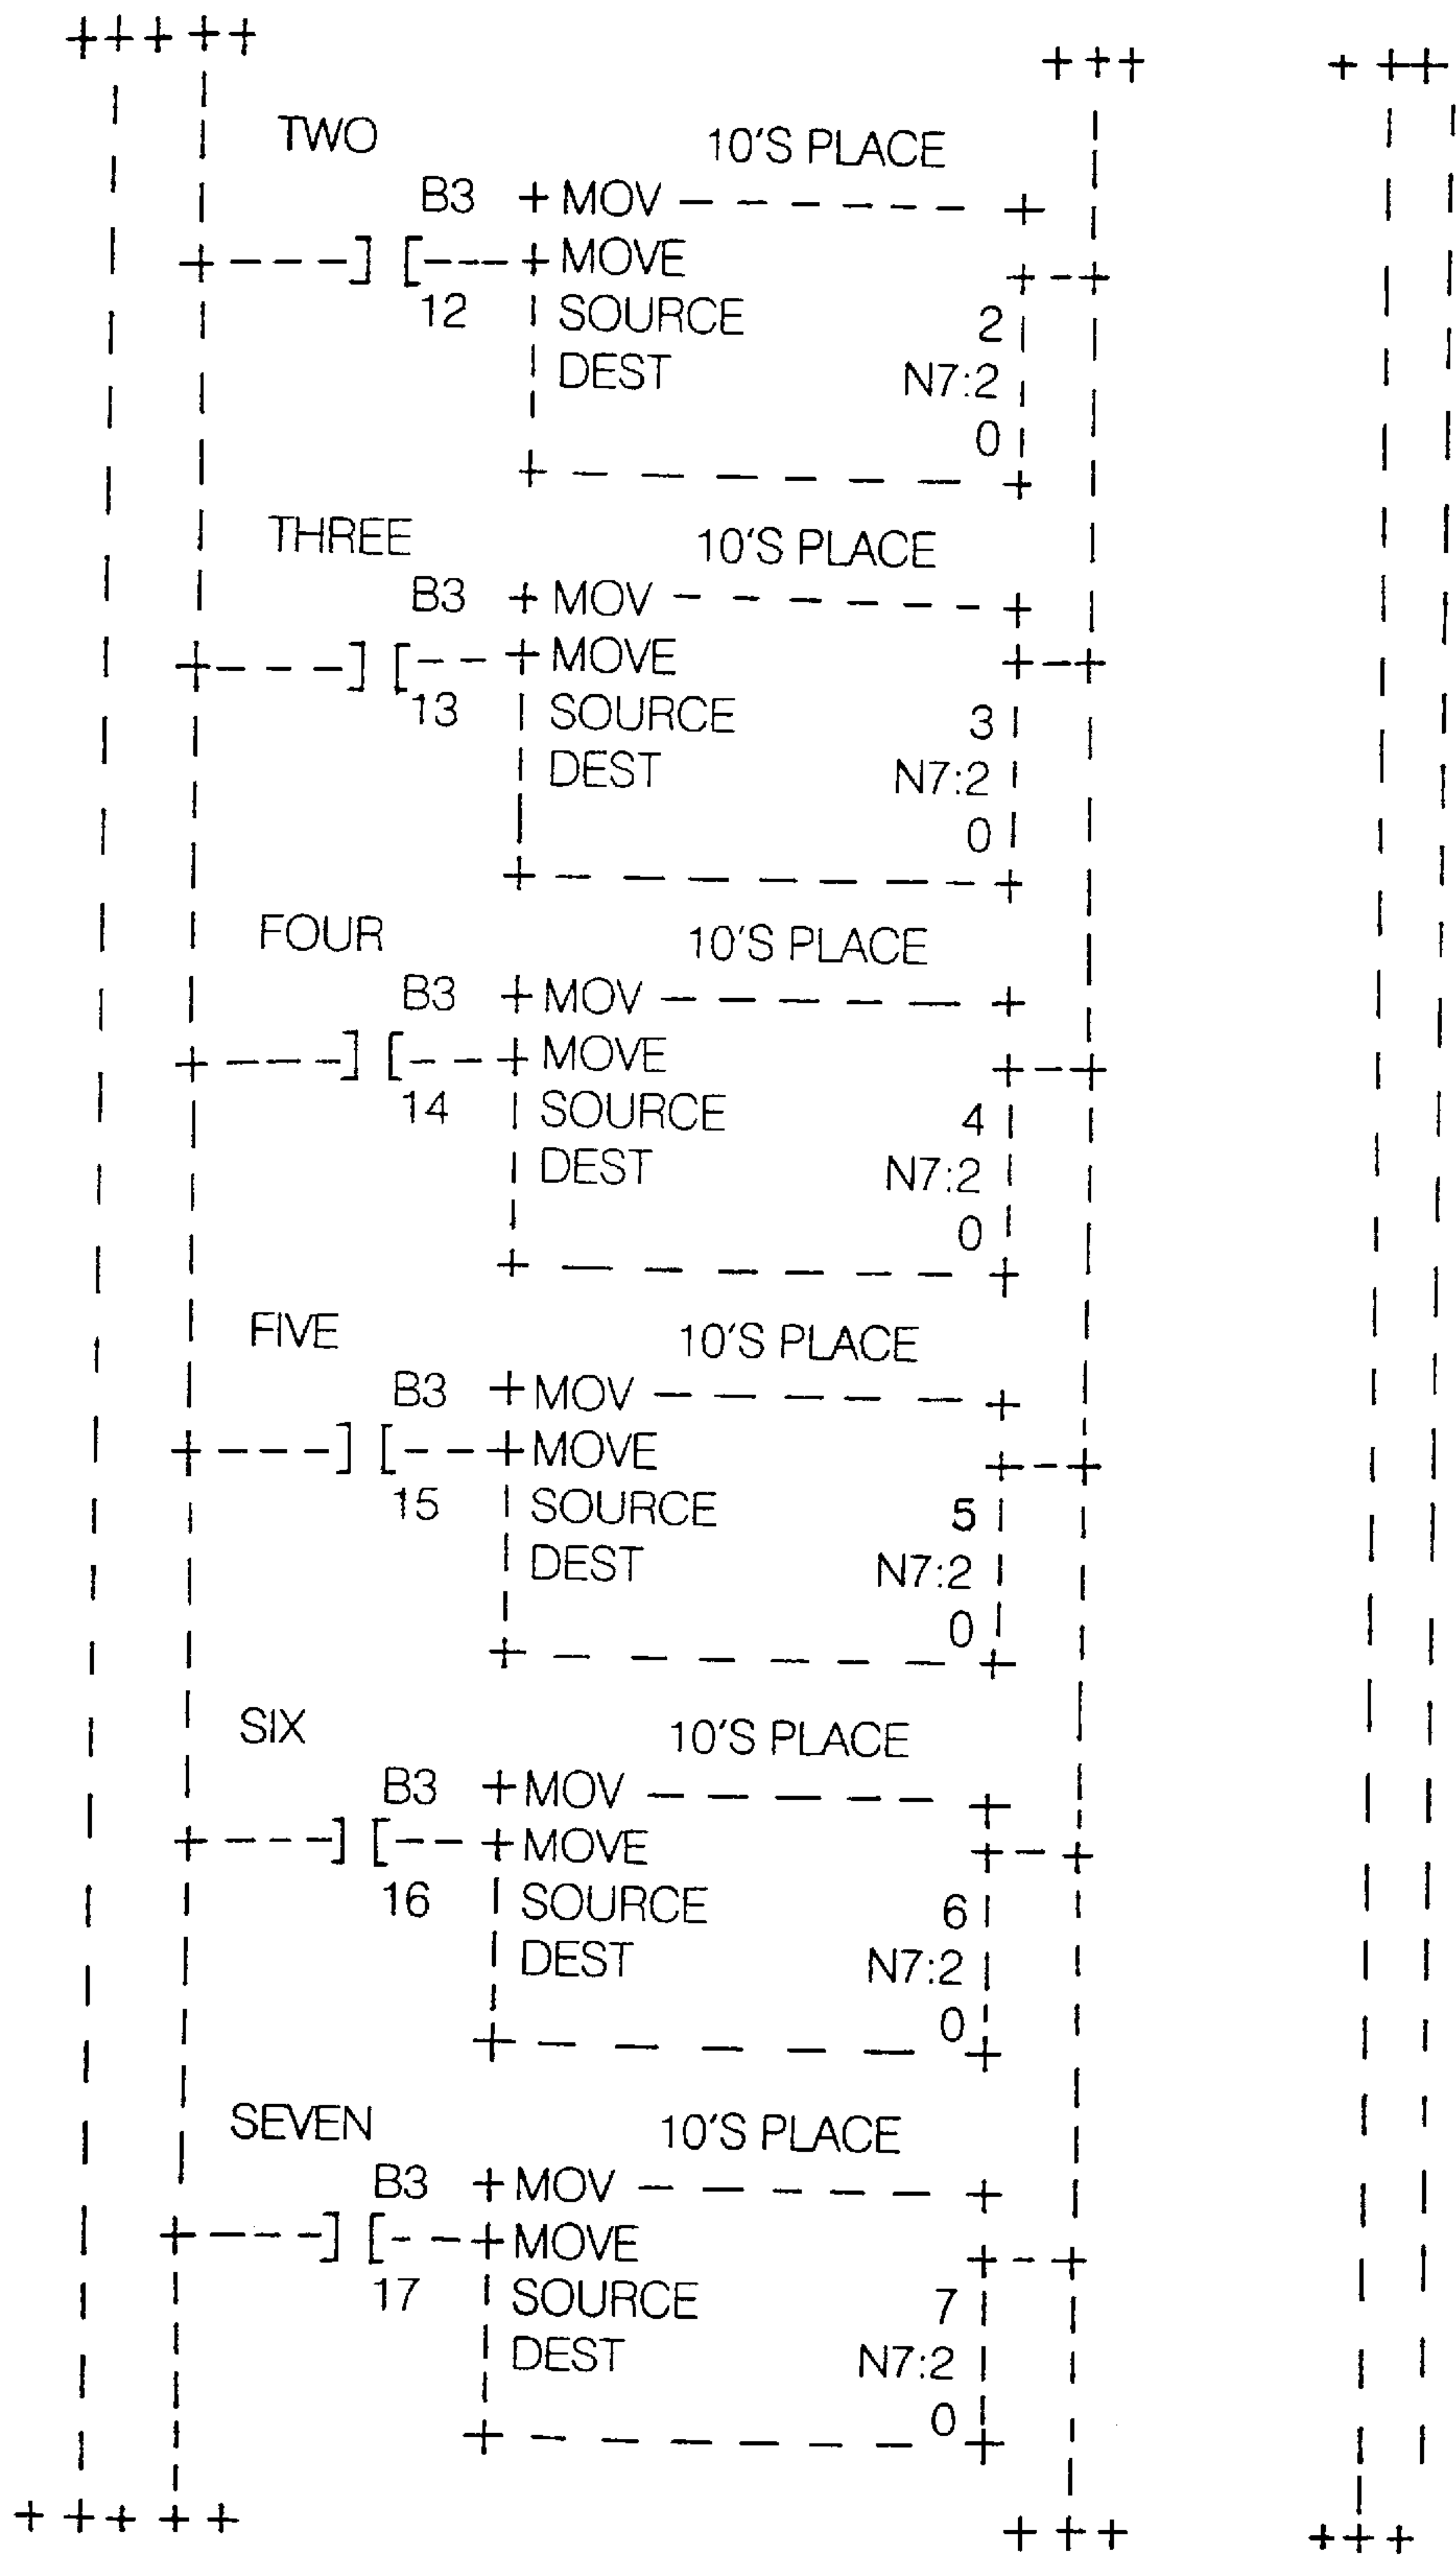 TWO 10'S PLACE
B3 MOV
MOVE
12 SOURCE 2
DEST N7:2
0
THREE 10'S PLACE
B3 MOV
MOVE
13 SOURCE 3
DEST N7:2
0
FOUR 10'S PLACE
B3 MOV
MOVE
14 SOURCE 4
DEST N7:2
0
FIVE 10'S PLACE
B3 MOV
MOVE
15 SOURCE 5
DEST N7:2
0
SIX 10'S PLACE
B3 MOV
MOVE
16 SOURCE 6
DEST N7:2
0
SEVEN 10'S PLACE
B3 MOV
MOVE
17 SOURCE 7
DEST N7:2
0